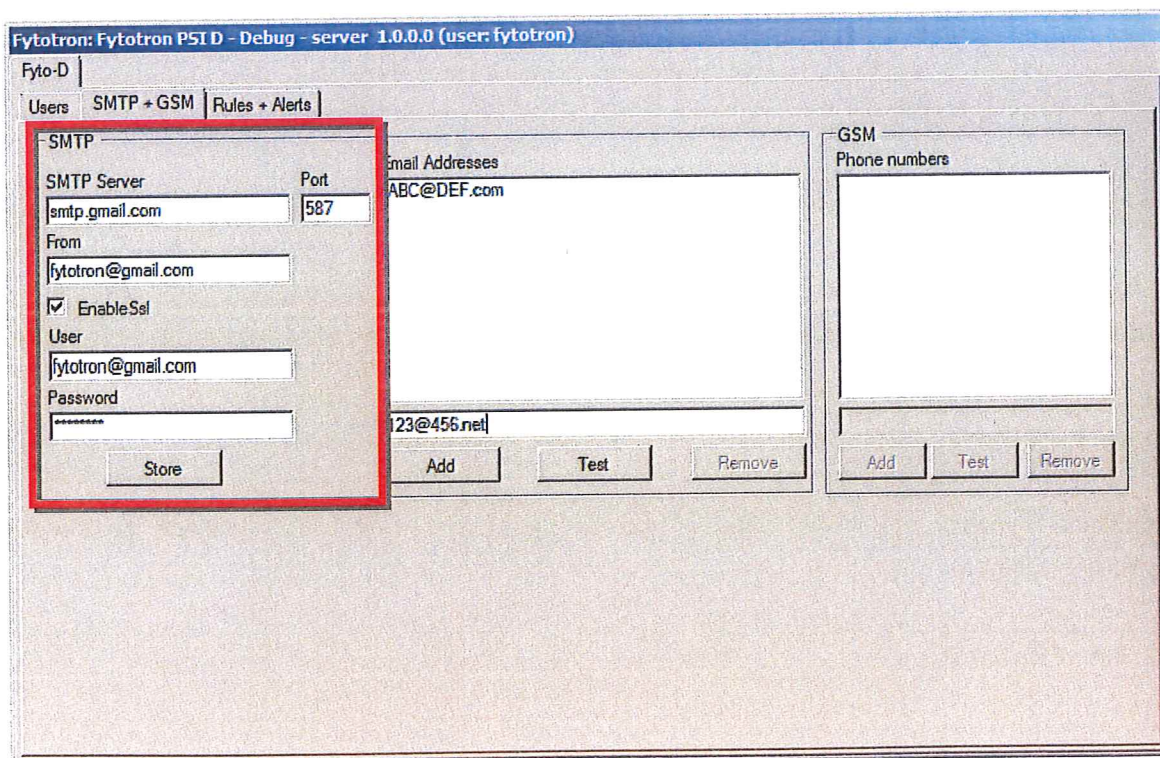 Fytotron: Fytotron PSI D - Debug - server 1.0.0.0 (user: fytotron)
Fyto-D
Users SMTP + GSM Rules + Alerts
SMTP
SMTP Server Port
smtp.gmail.com 587
From
fytotron@gmail.com
EnableSsl
User
fytotron@gmail.com
Password
********
Store
Email Addresses
ABC@DEF.com
123@456.net
Add Test Remove
GSM
Phone numbers
Add Test Remove